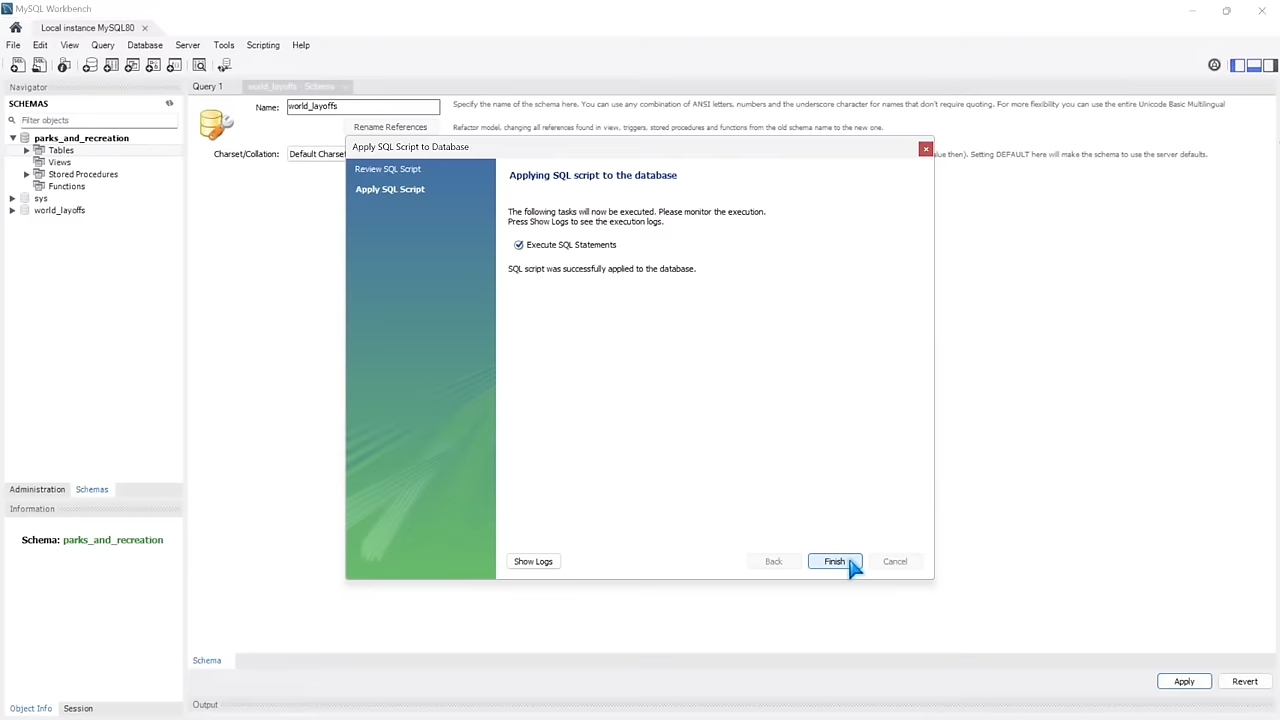 MySQL Workbench
Local instance MySQL80
File Edit View Query Database Server Tools Scripting Help
Navigator
SCHEMAS
Filter objects
parks_and_recreation
Tables
Views
Stored Procedures
Functions
sys
world_layoffs
Administration Schemas
Information
Schema: parks_and_recreation
Object Info Session
Query 1 world_layoffs - Schema
Name: world_layoffs
Specify the name of the schema here. You can use any combination of ANSI letters, numbers and the underscore character for names that don't require quoting. For more flexibility you can use the entire Unicode Basic Multilingual
Rename References
Refactor model, changing all references found in view, triggers, stored procedures and functions from the old schema name to the new one.
Charset/Collation: Default Charset
value then). Setting DEFAULT here will make the schema to use the server defaults.
Apply SQL Script to Database
Review SQL Script
Apply SQL Script
Applying SQL script to the database
The following tasks will now be executed. Please monitor the execution.
Press Show Logs to see the execution logs.
Execute SQL Statements
SQL script was successfully applied to the database.
Show Logs Back Finish Cancel
Schema
Apply Revert
Output